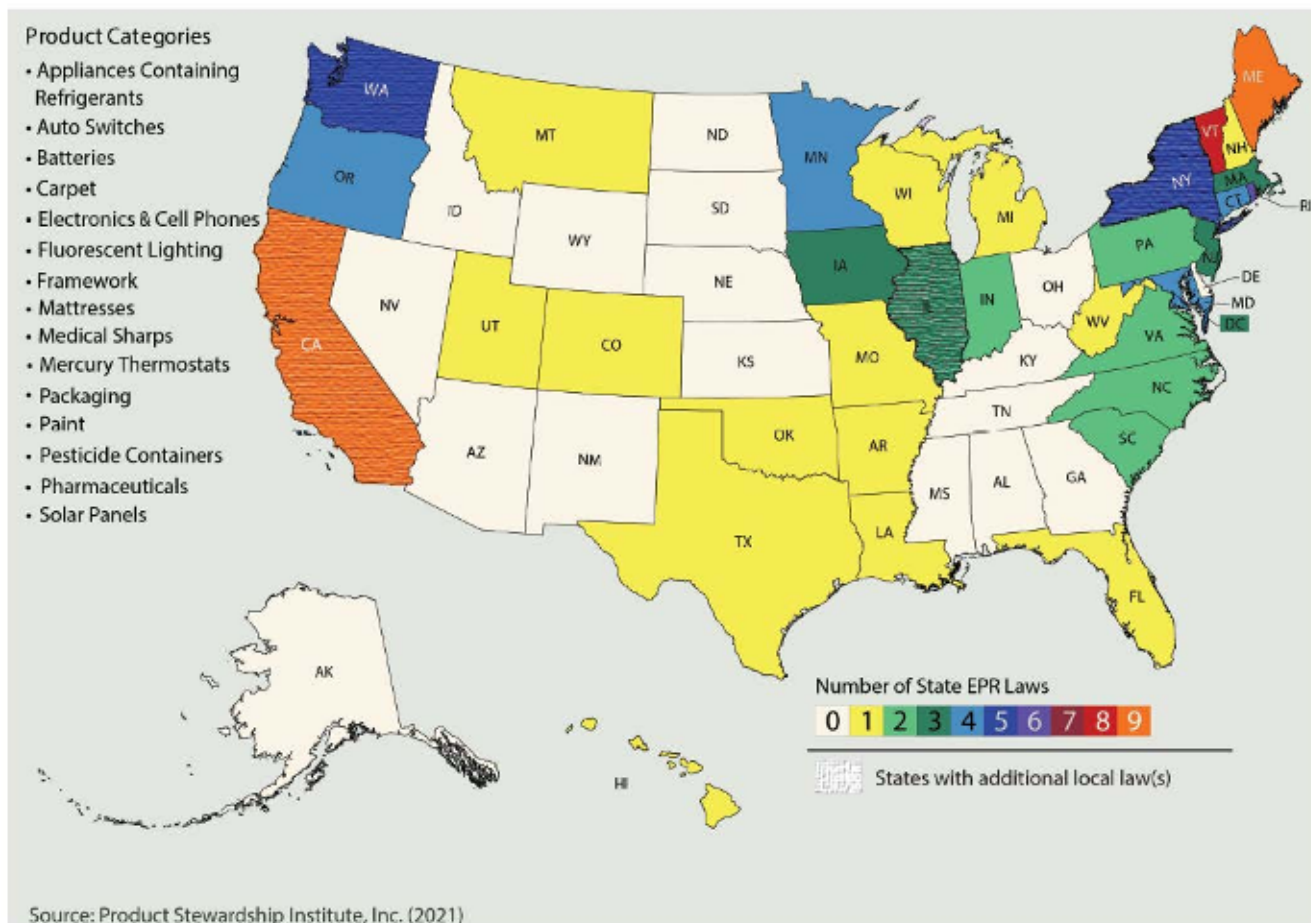 Product Categories
• Appliances Containing
Refrigerants
• Auto Switches
• Batteries
• Carpet
• Electronics & Cell Phones
• Fluorescent Lighting
• Framework
• Mattresses
• Medical Sharps
• Mercury Thermostats
• Packaging
• Paint
• Pesticide Containers
• Pharmaceuticals
• Solar Panels
WA
OR
CA
MT
ID
NV
WY
UT
CO
AZ
NM
ND
SD
NE
KS
OK
TX
MN
IA
MO
AR
LA
WI
IL
MI
IN
OH
KY
TN
MS
AL
GA
FL
SC
NC
VA
WV
PA
NY
VT
NH
ME
MA
CT
RI
NJ
DE
MD
DC
AK
HI
Number of State EPR Laws
0 1 2 3 4 5 6 7 8 9
States with additional local law(s)
Source: Product Stewardship Institute, Inc. (2021)